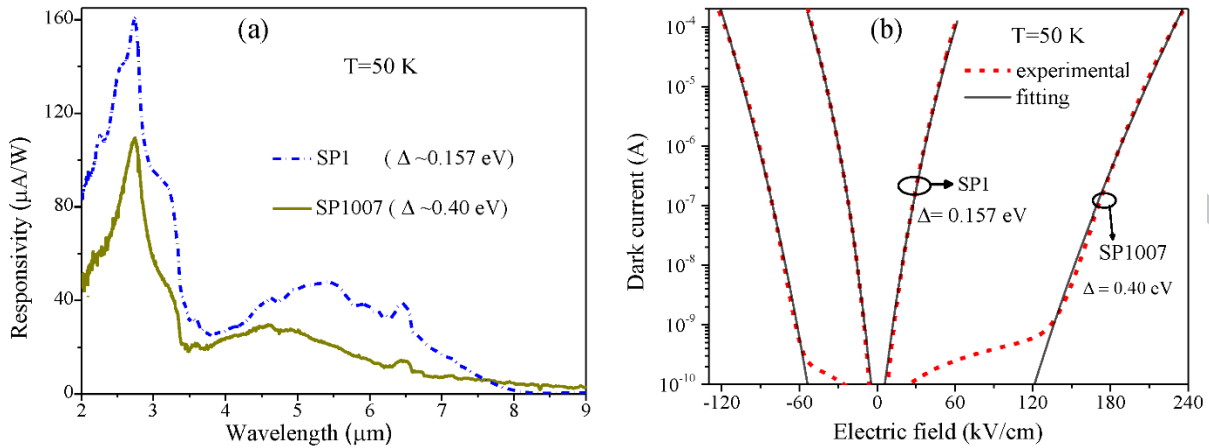 (a)
T=50 K
SP1 ( Δ ~0.157 eV)
SP1007 ( Δ~0.40 eV)
Responsivity (μA/W)
160
120
80
40
0
2 3 4 5 6 7 8 9
Wavelength (μm)
(b)
T=50 K
experimental
fitting
SP1
Δ= 0.157 eV
SP1007
Δ = 0.40 eV
Dark current (A)
10-4
10-5
10-6
10-7
10-8
10-9
10-10
-120 -60 0 60 120 180 240
Electric field (kV/cm)